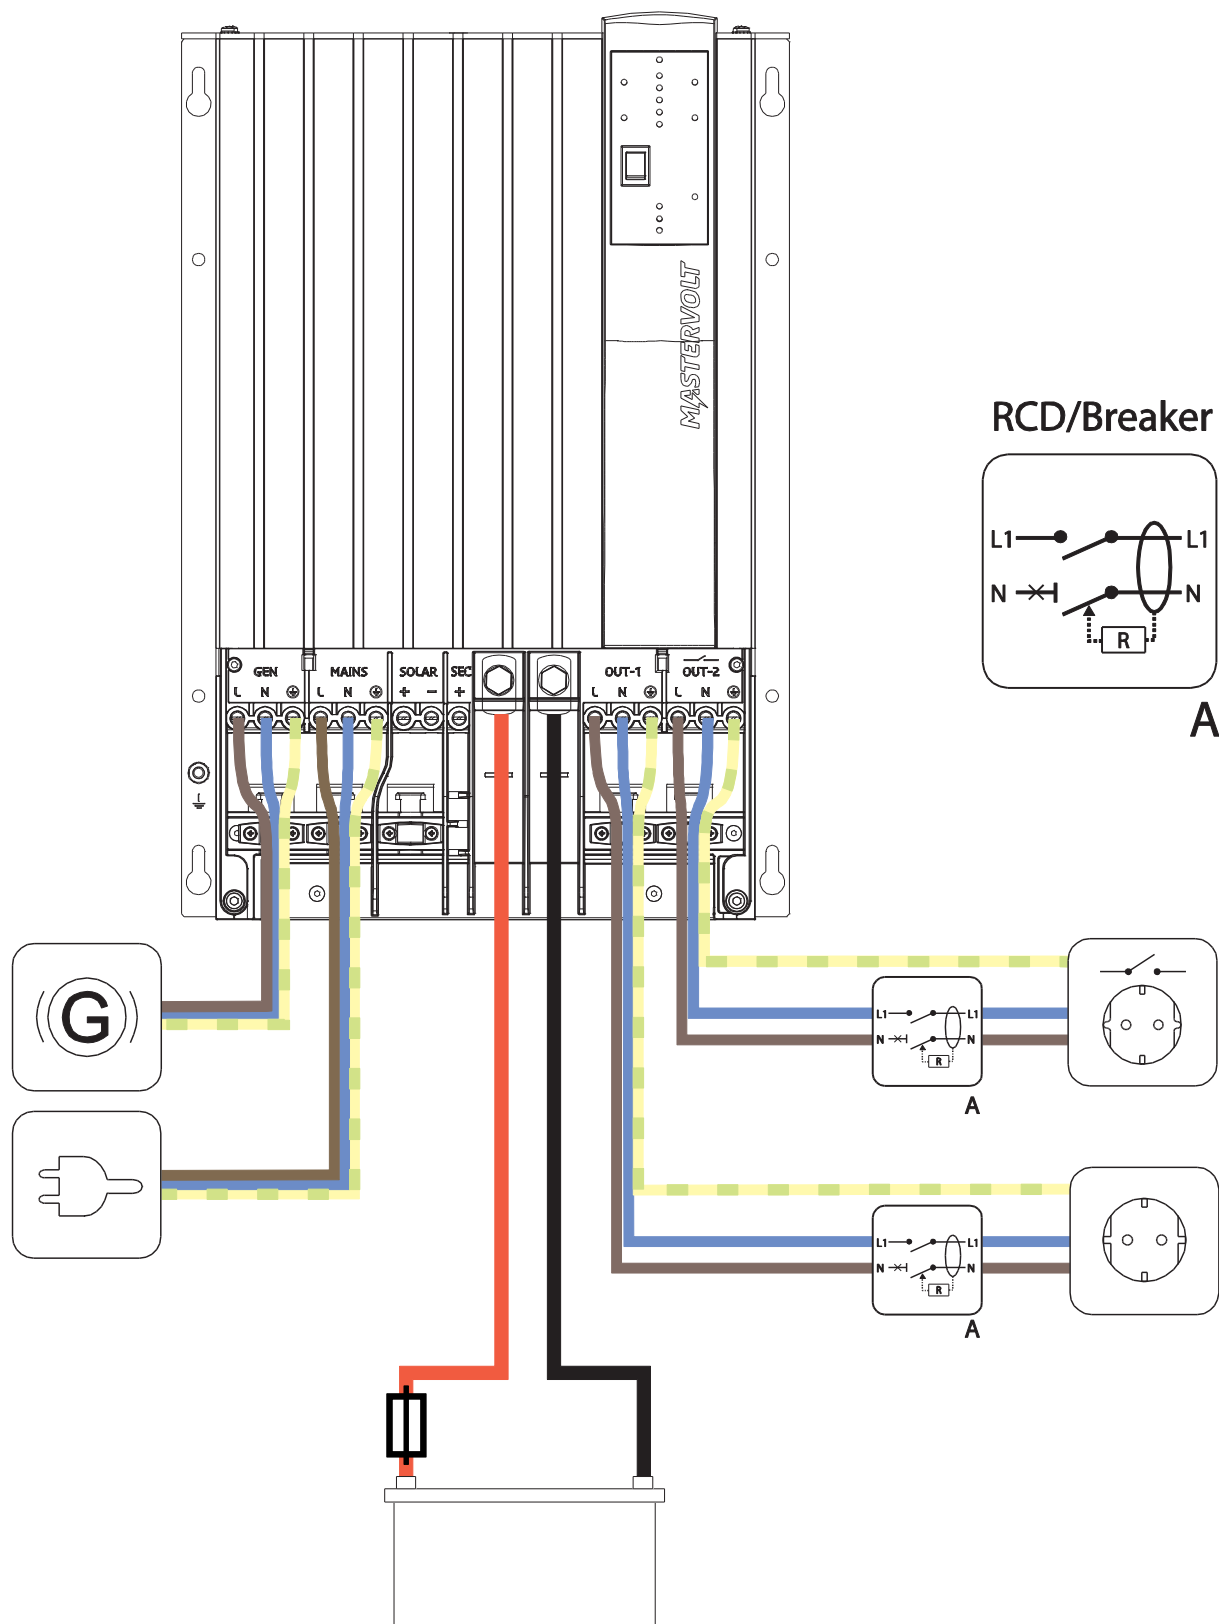 MASTERVOLT
RCD/Breaker
L1 L1
N N
R
A
GEN MAINS SOLAR SEC OUT-1 OUT-2
L N L N + − + L N L N
G
L1 L1
N N
R
A
L1 L1
N N
R
A